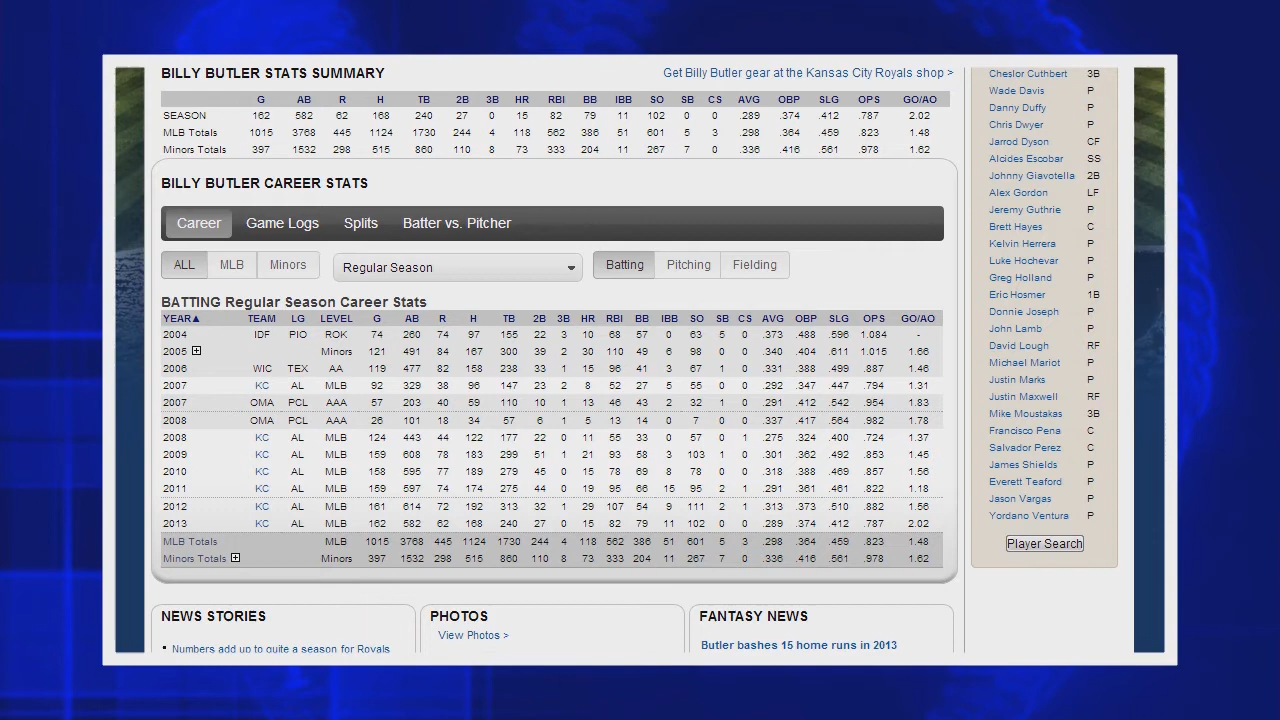 BILLY BUTLER STATS SUMMARY Get Billy Butler gear at the Kansas City Royals shop >
G AB R H TB 2B 3B HR RBI BB IBB SO SB CS AVG OBP SLG OPS GO/AO
SEASON 162 582 62 168 240 27 0 15 82 79 11 102 0 0 .289 .374 .412 .787 2.02
MLB Totals 1015 3768 445 1124 1730 244 4 118 562 386 51 601 5 3 .298 .364 .459 .823 1.48
Minors Totals 397 1532 298 515 860 110 8 73 333 204 11 267 7 0 .336 .416 .561 .978 1.62
BILLY BUTLER CAREER STATS
Career Game Logs Splits Batter vs. Pitcher
ALL MLB Minors Regular Season Batting Pitching Fielding
BATTING Regular Season Career Stats
YEAR▲ TEAM LG LEVEL G AB R H TB 2B 3B HR RBI BB IBB SO SB CS AVG OBP SLG OPS GO/AO
2004 IDF PIO ROK 74 260 74 97 155 22 3 10 68 57 0 63 5 0 .373 .488 .596 1.084 -
2005 Minors 121 491 84 167 300 39 2 30 110 49 6 98 0 0 .340 .404 .611 1.015 1.66
2006 WIC TEX AA 119 477 82 158 238 33 1 15 96 41 3 67 1 0 .331 .388 .499 .887 1.46
2007 KC AL MLB 92 329 38 96 147 23 2 8 52 27 5 55 0 0 .292 .347 .447 .794 1.31
2007 OMA PCL AAA 57 203 40 59 110 10 1 13 46 43 2 32 1 0 .291 .412 .542 .954 1.83
2008 OMA PCL AAA 26 101 18 34 57 6 1 5 13 14 0 7 0 0 .337 .417 .564 .982 1.78
2008 KC AL MLB 124 443 44 122 177 22 0 11 55 33 0 57 0 1 .275 .324 .400 .724 1.37
2009 KC AL MLB 159 608 78 183 299 51 1 21 93 58 3 103 1 0 .301 .362 .492 .853 1.45
2010 KC AL MLB 158 595 77 189 279 45 0 15 78 69 8 78 0 0 .318 .388 .469 .857 1.56
2011 KC AL MLB 159 597 74 174 275 44 0 19 95 66 15 95 2 1 .291 .361 .461 .822 1.18
2012 KC AL MLB 161 614 72 192 313 32 1 29 107 54 9 111 2 1 .313 .373 .510 .882 1.56
2013 KC AL MLB 162 582 62 168 240 27 0 15 82 79 11 102 0 0 .289 .374 .412 .787 2.02
MLB Totals MLB 1015 3768 445 1124 1730 244 4 118 562 386 51 601 5 3 .298 .364 .459 .823 1.48
Minors Totals Minors 397 1532 298 515 860 110 8 73 333 204 11 267 7 0 .336 .416 .561 .978 1.62
NEWS STORIES
Numbers add up to quite a season for Royals
PHOTOS
View Photos >
FANTASY NEWS
Butler bashes 15 home runs in 2013
Cheslor Cuthbert 3B
Wade Davis P
Danny Duffy P
Chris Dwyer P
Jarrod Dyson CF
Alcides Escobar SS
Johnny Giavotella 2B
Alex Gordon LF
Jeremy Guthrie P
Brett Hayes C
Kelvin Herrera P
Luke Hochevar P
Greg Holland P
Eric Hosmer 1B
Donnie Joseph P
John Lamb P
David Lough RF
Michael Mariot P
Justin Marks P
Justin Maxwell RF
Mike Moustakas 3B
Francisco Pena C
Salvador Perez C
James Shields P
Everett Teaford P
Jason Vargas P
Yordano Ventura P
Player Search